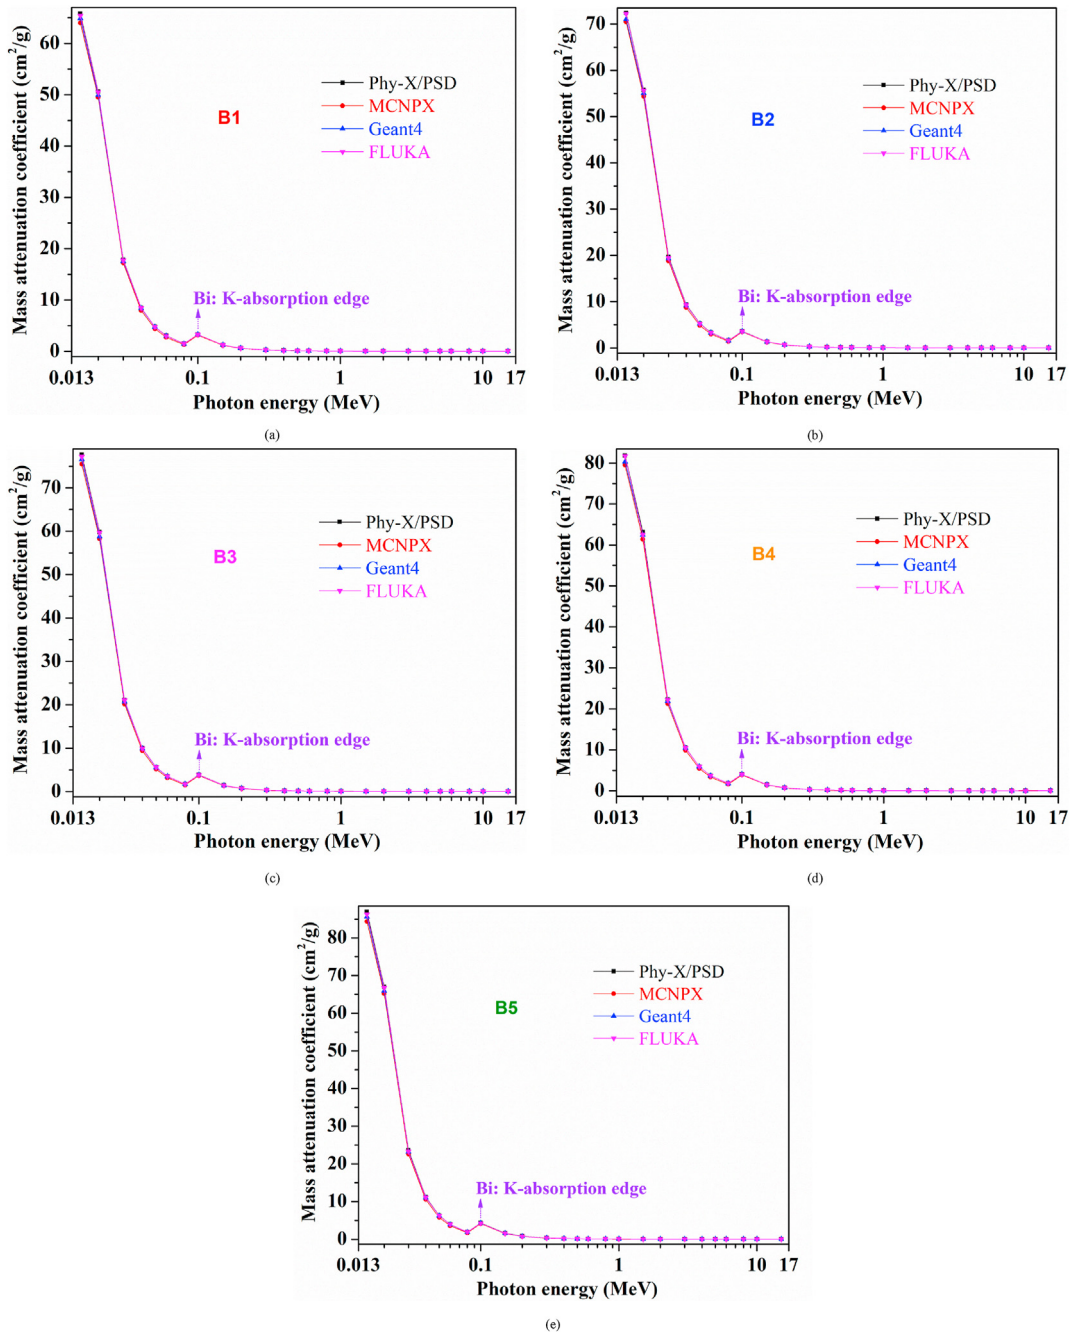 Mass attenuation coefficient (cm²/g)
60
50
40
30
20
10
0
B1
Phy-X/PSD
MCNPX
Geant4
FLUKA
Bi: K-absorption edge
0.013 0.1 1 10 17
Photon energy (MeV)
(a)
Mass attenuation coefficient (cm²/g)
70
60
50
40
30
20
10
0
B2
Phy-X/PSD
MCNPX
Geant4
FLUKA
Bi: K-absorption edge
0.013 0.1 1 10 17
Photon energy (MeV)
(b)
Mass attenuation coefficient (cm²/g)
70
60
50
40
30
20
10
0
B3
Phy-X/PSD
MCNPX
Geant4
FLUKA
Bi: K-absorption edge
0.013 0.1 1 10 17
Photon energy (MeV)
(c)
Mass attenuation coefficient (cm²/g)
80
70
60
50
40
30
20
10
0
B4
Phy-X/PSD
MCNPX
Geant4
FLUKA
Bi: K-absorption edge
0.013 0.1 1 10 17
Photon energy (MeV)
(d)
Mass attenuation coefficient (cm²/g)
80
70
60
50
40
30
20
10
0
B5
Phy-X/PSD
MCNPX
Geant4
FLUKA
Bi: K-absorption edge
0.013 0.1 1 10 17
Photon energy (MeV)
(e)